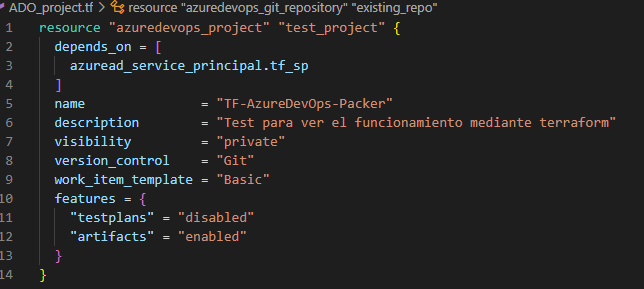 ADO_project.tf > resource "azuredevops_git_repository" "existing_repo"
1 resource "azuredevops_project" "test_project" {
2   depends_on = [
3     azuread_service_principal.tf_sp
4   ]
5   name               = "TF-AzureDevOps-Packer"
6   description        = "Test para ver el funcionamiento mediante terraform"
7   visibility         = "private"
8   version_control    = "Git"
9   work_item_template = "Basic"
10   features = {
11     "testplans" = "disabled"
12     "artifacts" = "enabled"
13   }
14 }